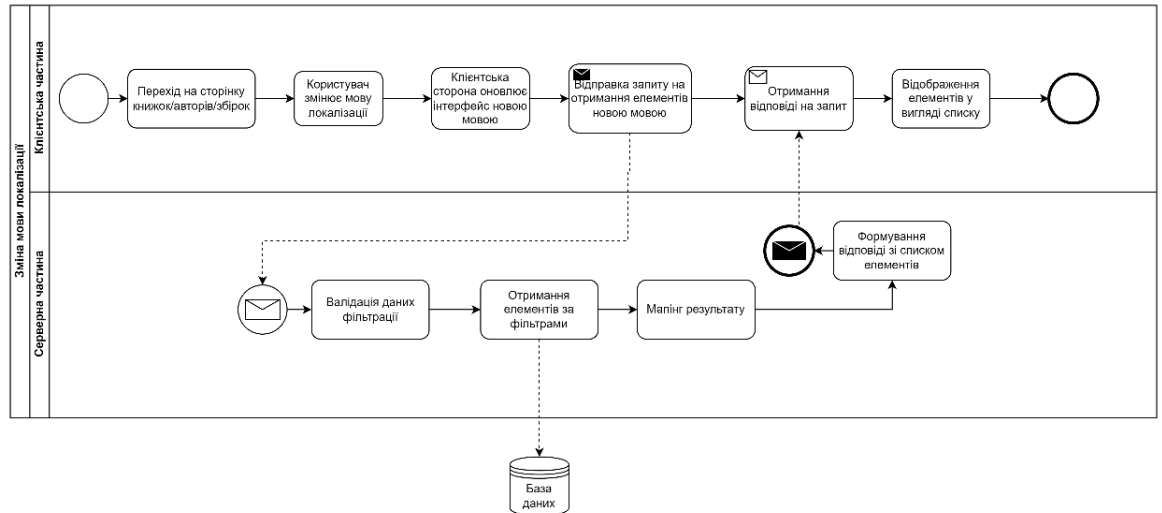 Зміна мови локалізації
Клієнтська частина
Перехід на сторінку
книжок/авторів/збірок
Користувач
змінює мову
локалізації
Клієнтська
сторона оновлює
інтерфейс новою
мовою
Відправка запиту на
отримання елементів
новою мовою
Отримання
відповіді на запит
Відображення
елементів у
вигляді списку
Серверна частина
Валідація даних
фільтрації
Отримання
елементів за
фільтрами
Мапінг результату
Формування
відповіді зі списком
елементів
База
даних